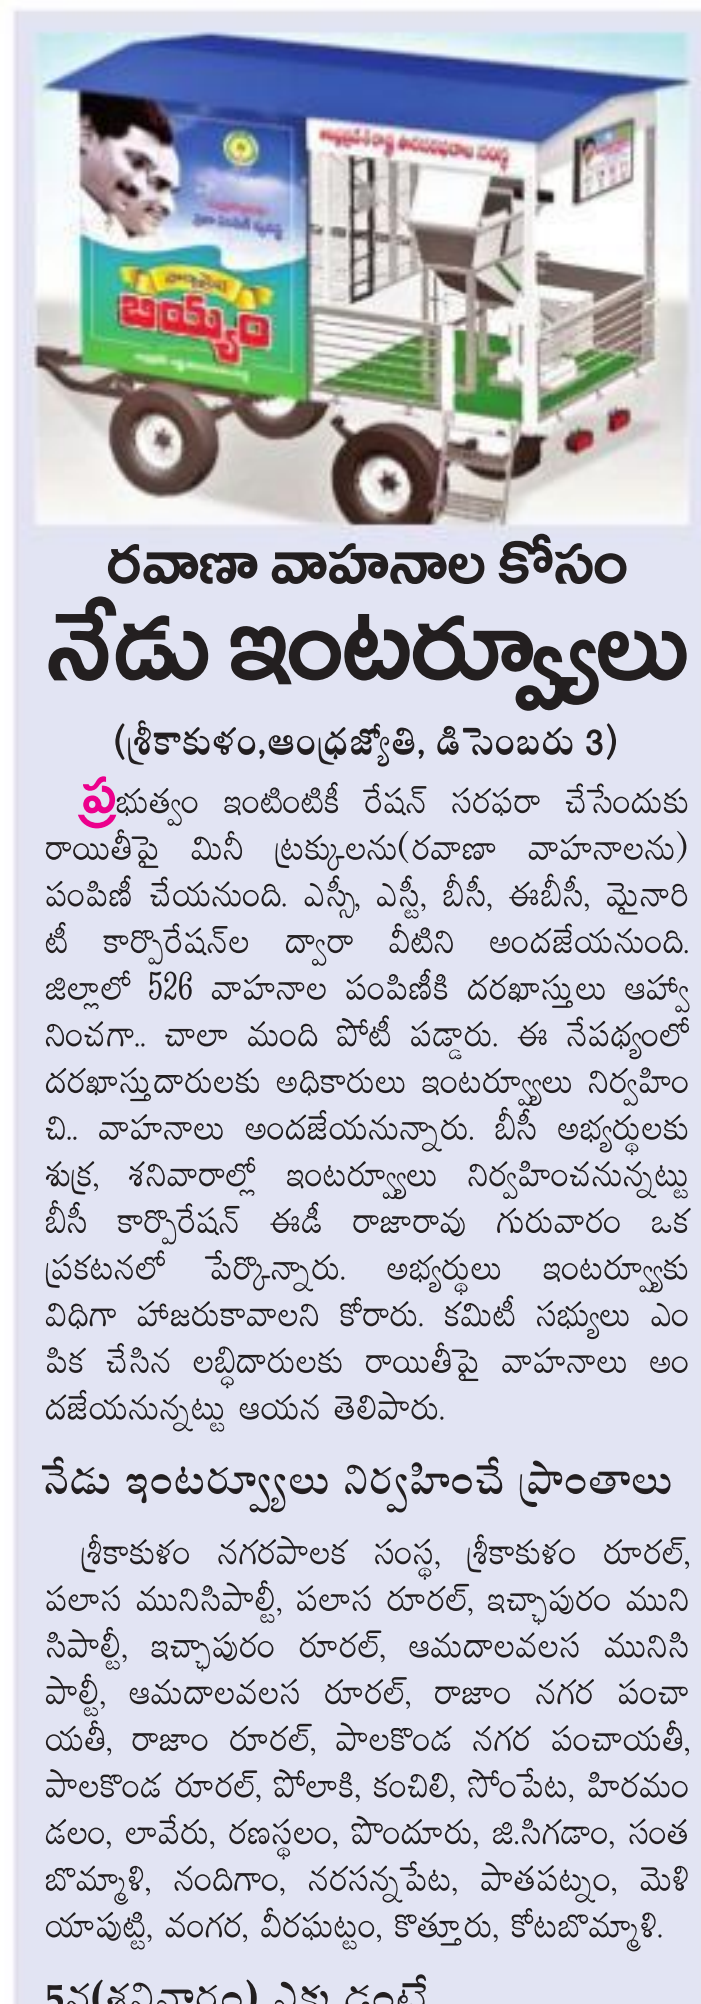 బియ్యం
రవాణా వాహనాల కోసం
నేడు ఇంటర్వ్యూలు
(శ్రీకాకుళం,ఆంధ్రజ్యోతి, డిసెంబరు 3)
ప్రభుత్వం ఇంటింటికీ రేషన్ సరఫరా చేసేందుకు
రాయితీపై మినీ ట్రక్కులను(రవాణా వాహనాలను)
పంపిణీ చేయనుంది. ఎస్సీ, ఎస్టీ, బీసీ, ఈబీసీ, మైనారి
టీ కార్పొరేషన్‌ల ద్వారా వీటిని అందజేయనుంది.
జిల్లాలో 526 వాహనాల పంపిణీకి దరఖాస్తులు ఆహ్వా
నించగా.. చాలా మంది పోటీ పడ్డారు. ఈ నేపథ్యంలో
దరఖాస్తుదారులకు అధికారులు ఇంటర్వ్యూలు నిర్వహిం
చి.. వాహనాలు అందజేయనున్నారు. బీసీ అభ్యర్థులకు
శుక్ర, శనివారాల్లో ఇంటర్వ్యూలు నిర్వహించనున్నట్టు
బీసీ కార్పొరేషన్ ఈడీ రాజారావు గురువారం ఒక
ప్రకటనలో పేర్కొన్నారు. అభ్యర్థులు ఇంటర్వ్యూకు
విధిగా హాజరుకావాలని కోరారు. కమిటీ సభ్యులు ఎం
పిక చేసిన లబ్ధిదారులకు రాయితీపై వాహనాలు అం
దజేయనున్నట్టు ఆయన తెలిపారు.
నేడు ఇంటర్వ్యూలు నిర్వహించే ప్రాంతాలు
శ్రీకాకుళం నగరపాలక సంస్థ, శ్రీకాకుళం రూరల్,
పలాస మునిసిపాల్టీ, పలాస రూరల్, ఇచ్ఛాపురం ముని
సిపాల్టీ, ఇచ్ఛాపురం రూరల్, ఆమదాలవలస మునిసి
పాల్టీ, ఆమదాలవలస రూరల్, రాజాం నగర పంచా
యతీ, రాజాం రూరల్, పాలకొండ నగర పంచాయతీ,
పాలకొండ రూరల్, పోలాకి, కంచిలి, సోంపేట, హిరమం
డలం, లావేరు, రణస్థలం, పొందూరు, జి.సిగడాం, సంత
బొమ్మాళి, నందిగాం, నరసన్నపేట, పాతపట్నం, మెళి
యాపుట్టి, వంగర, వీరఘట్టం, కొత్తూరు, కోటబొమ్మాళి.